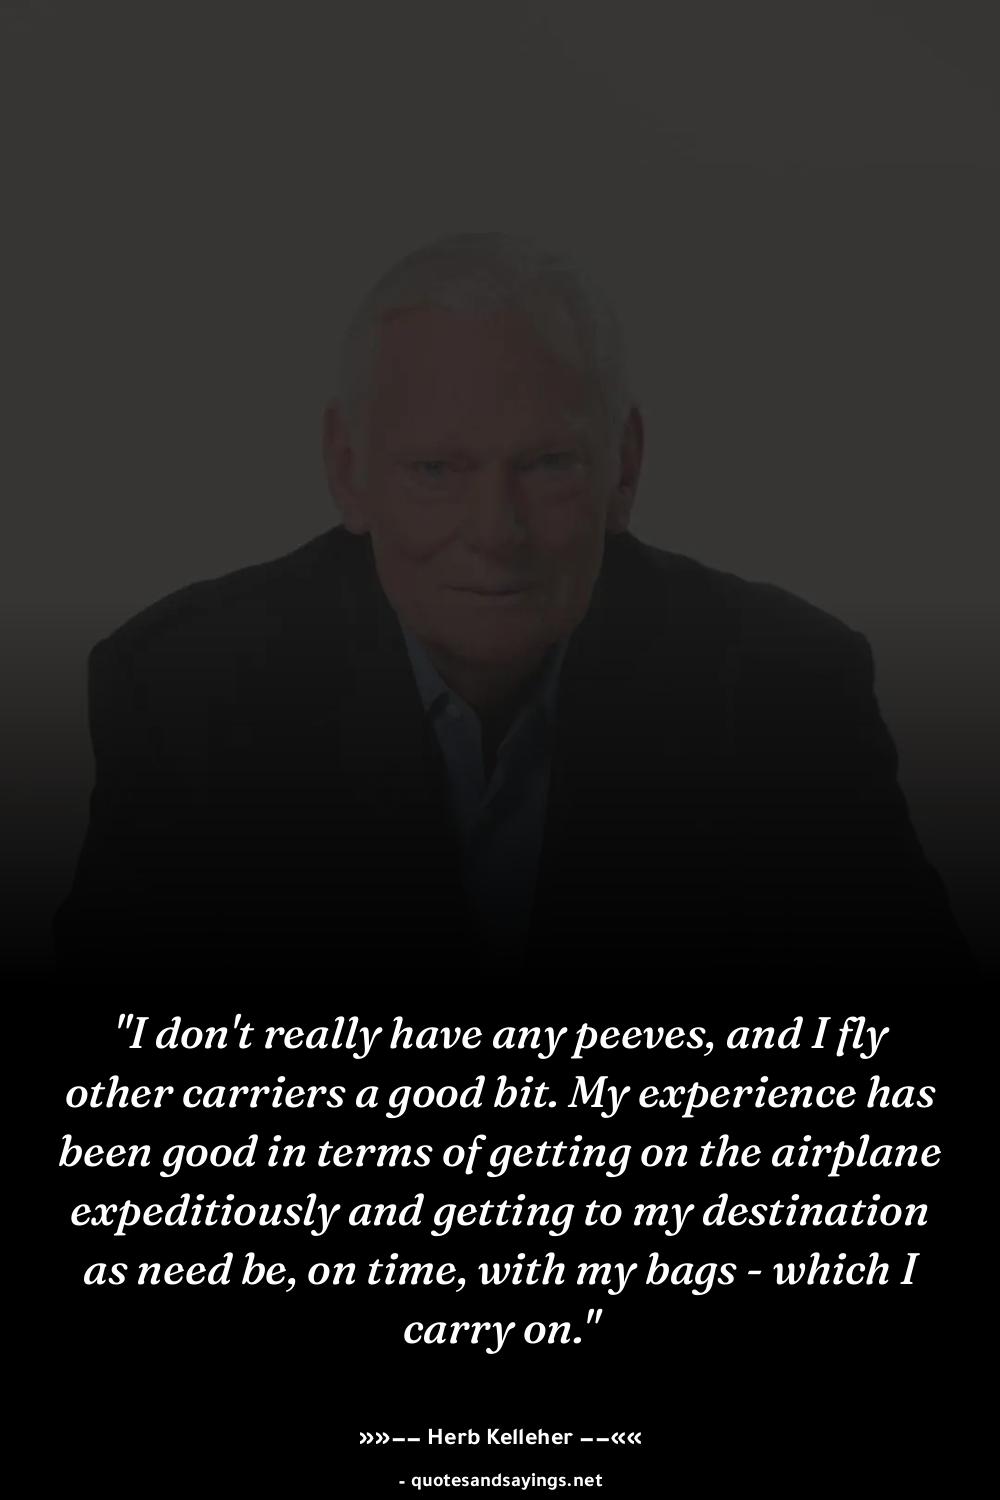 "I don't really have any peeves, and I fly
other carriers a good bit. My experience has
been good in terms of getting on the airplane
expeditiously and getting to my destination
as need be, on time, with my bags - which I
carry on."
»»−− Herb Kelleher −−««
- quotesandsayings.net